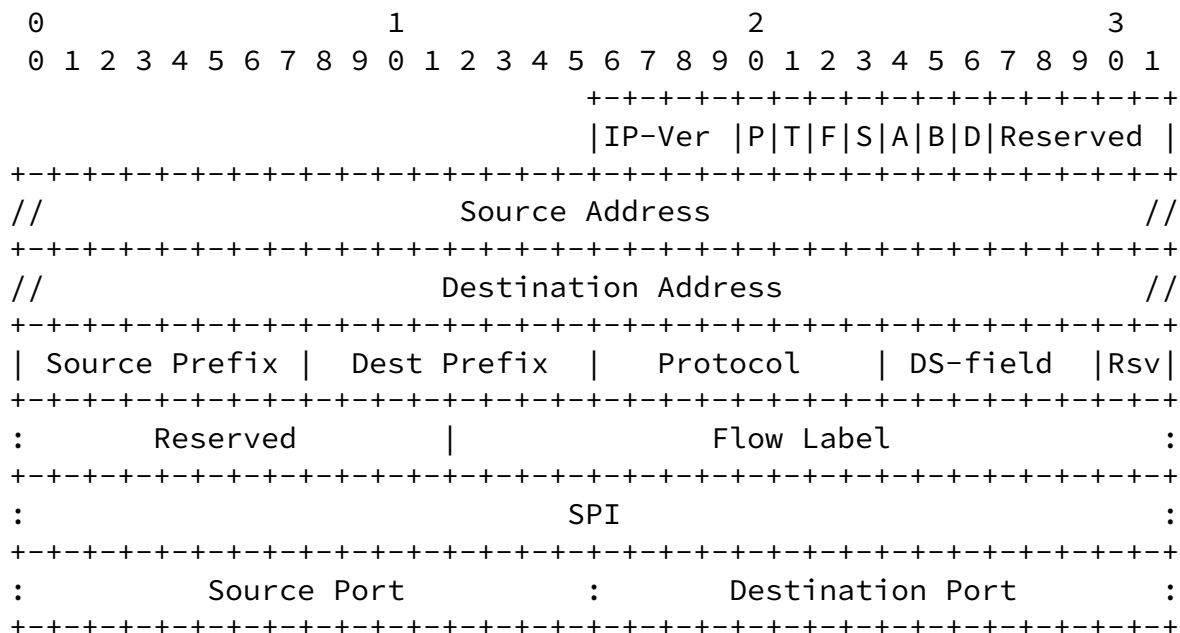 0                   1                   2                   3
 0 1 2 3 4 5 6 7 8 9 0 1 2 3 4 5 6 7 8 9 0 1 2 3 4 5 6 7 8 9 0 1
                                +-+-+-+-+-+-+-+-+-+-+-+-+-+-+-+-+
                                |IP-Ver |P|T|F|S|A|B|D|Reserved |
+-+-+-+-+-+-+-+-+-+-+-+-+-+-+-+-+-+-+-+-+-+-+-+-+-+-+-+-+-+-+-+-+
//                       Source Address                        //
+-+-+-+-+-+-+-+-+-+-+-+-+-+-+-+-+-+-+-+-+-+-+-+-+-+-+-+-+-+-+-+-+
//                      Destination Address                    //
+-+-+-+-+-+-+-+-+-+-+-+-+-+-+-+-+-+-+-+-+-+-+-+-+-+-+-+-+-+-+-+-+
| Source Prefix |  Dest Prefix  |   Protocol    | DS-field  |Rsv|
+-+-+-+-+-+-+-+-+-+-+-+-+-+-+-+-+-+-+-+-+-+-+-+-+-+-+-+-+-+-+-+-+
:       Reserved        |              Flow Label               :
+-+-+-+-+-+-+-+-+-+-+-+-+-+-+-+-+-+-+-+-+-+-+-+-+-+-+-+-+-+-+-+-+
:                              SPI                              :
+-+-+-+-+-+-+-+-+-+-+-+-+-+-+-+-+-+-+-+-+-+-+-+-+-+-+-+-+-+-+-+-+
:          Source Port          :       Destination Port        :
+-+-+-+-+-+-+-+-+-+-+-+-+-+-+-+-+-+-+-+-+-+-+-+-+-+-+-+-+-+-+-+-+